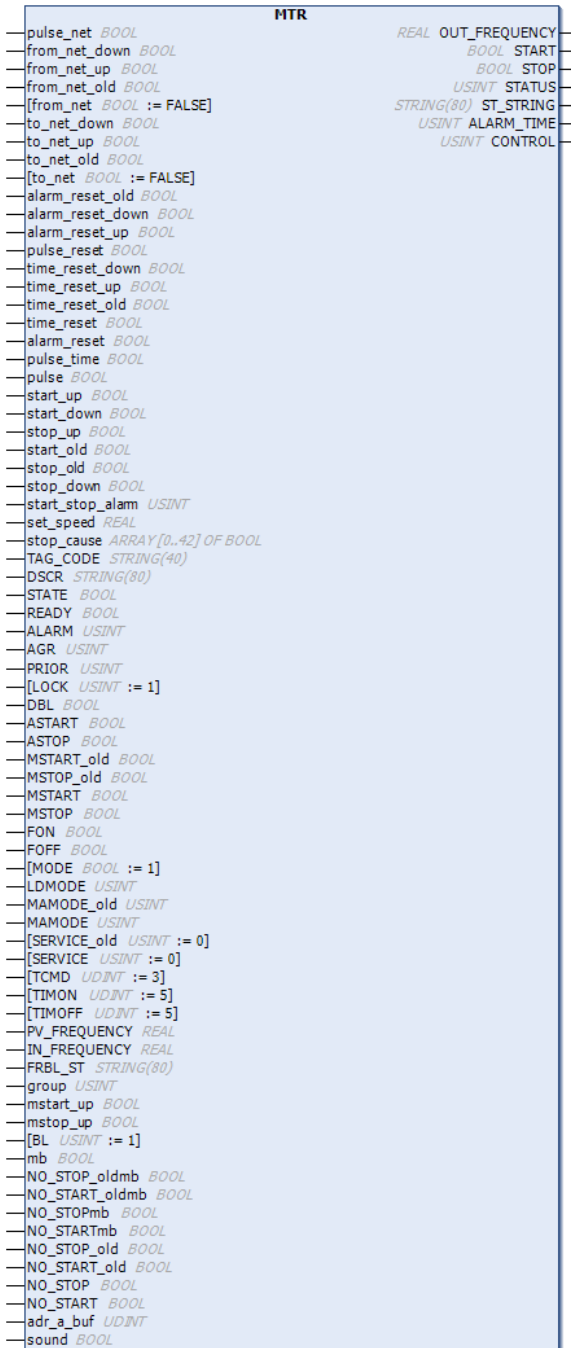 MTR
pulse_net BOOL REAL OUT_FREQUENCY
from_net_down BOOL BOOL START
from_net_up BOOL BOOL STOP
from_net_old BOOL USINT STATUS
[from_net BOOL := FALSE] STRING(80) ST_STRING
to_net_down BOOL USINT ALARM_TIME
to_net_up BOOL USINT CONTROL
to_net_old BOOL
[to_net BOOL := FALSE]
alarm_reset_old BOOL
alarm_reset_down BOOL
alarm_reset_up BOOL
pulse_reset BOOL
time_reset_down BOOL
time_reset_up BOOL
time_reset_old BOOL
time_reset BOOL
alarm_reset BOOL
pulse_time BOOL
pulse BOOL
start_up BOOL
start_down BOOL
stop_up BOOL
start_old BOOL
stop_old BOOL
stop_down BOOL
start_stop_alarm USINT
set_speed REAL
stop_cause ARRAY [0..42] OF BOOL
TAG_CODE STRING(40)
DSCR STRING(80)
STATE BOOL
READY BOOL
ALARM USINT
AGR USINT
PRIOR USINT
[LOCK USINT := 1]
DBL BOOL
ASTART BOOL
ASTOP BOOL
MSTART_old BOOL
MSTOP_old BOOL
MSTART BOOL
MSTOP BOOL
FON BOOL
FOFF BOOL
[MODE BOOL := 1]
LDMODE USINT
MAMODE_old USINT
MAMODE USINT
[SERVICE_old USINT := 0]
[SERVICE USINT := 0]
[TCMD UDINT := 3]
[TIMON UDINT := 5]
[TIMOFF UDINT := 5]
PV_FREQUENCY REAL
IN_FREQUENCY REAL
FRBL_ST STRING(80)
group USINT
mstart_up BOOL
mstop_up BOOL
[BL USINT := 1]
mb BOOL
NO_STOP_oldmb BOOL
NO_START_oldmb BOOL
NO_STOPmb BOOL
NO_STARTmb BOOL
NO_STOP_old BOOL
NO_START_old BOOL
NO_STOP BOOL
NO_START BOOL
adr_a_buf UDINT
sound BOOL